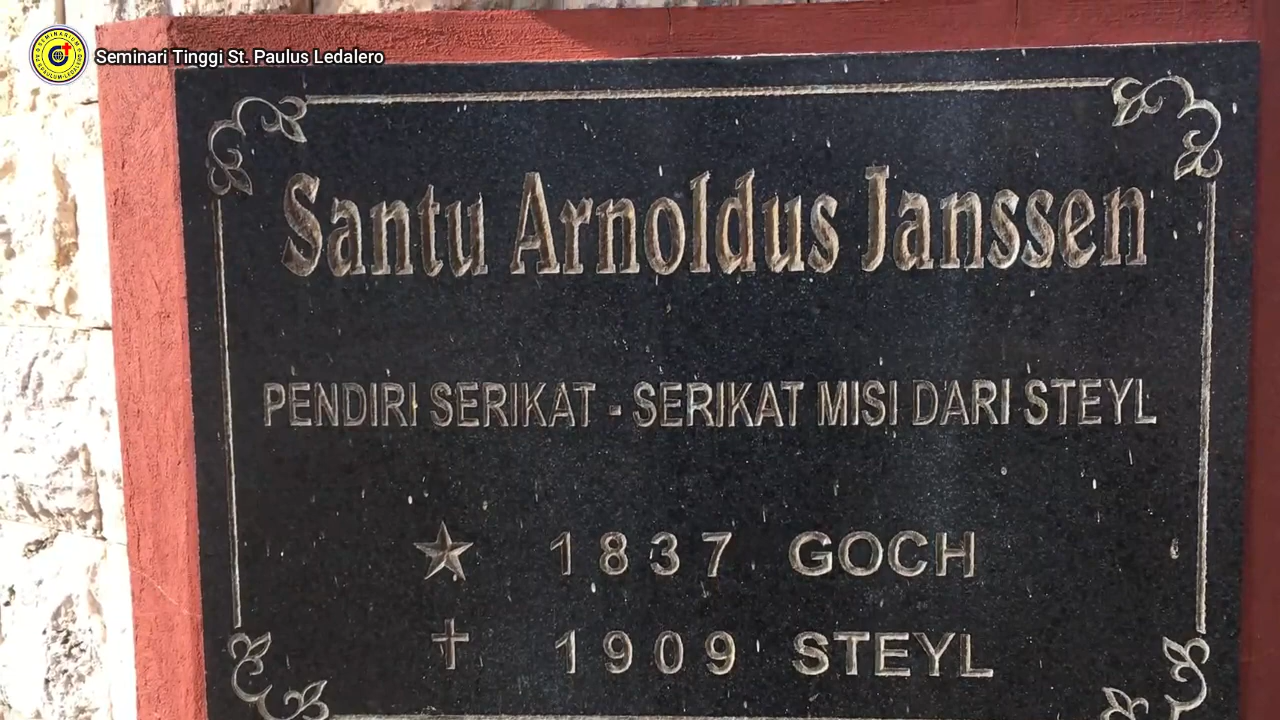 Seminari Tinggi St. Paulus Ledalero
Santu Arnoldus Janssen
PENDIRI SERIKAT - SERIKAT MISI DARI STEYL
1837 GOCH
1909 STEYL